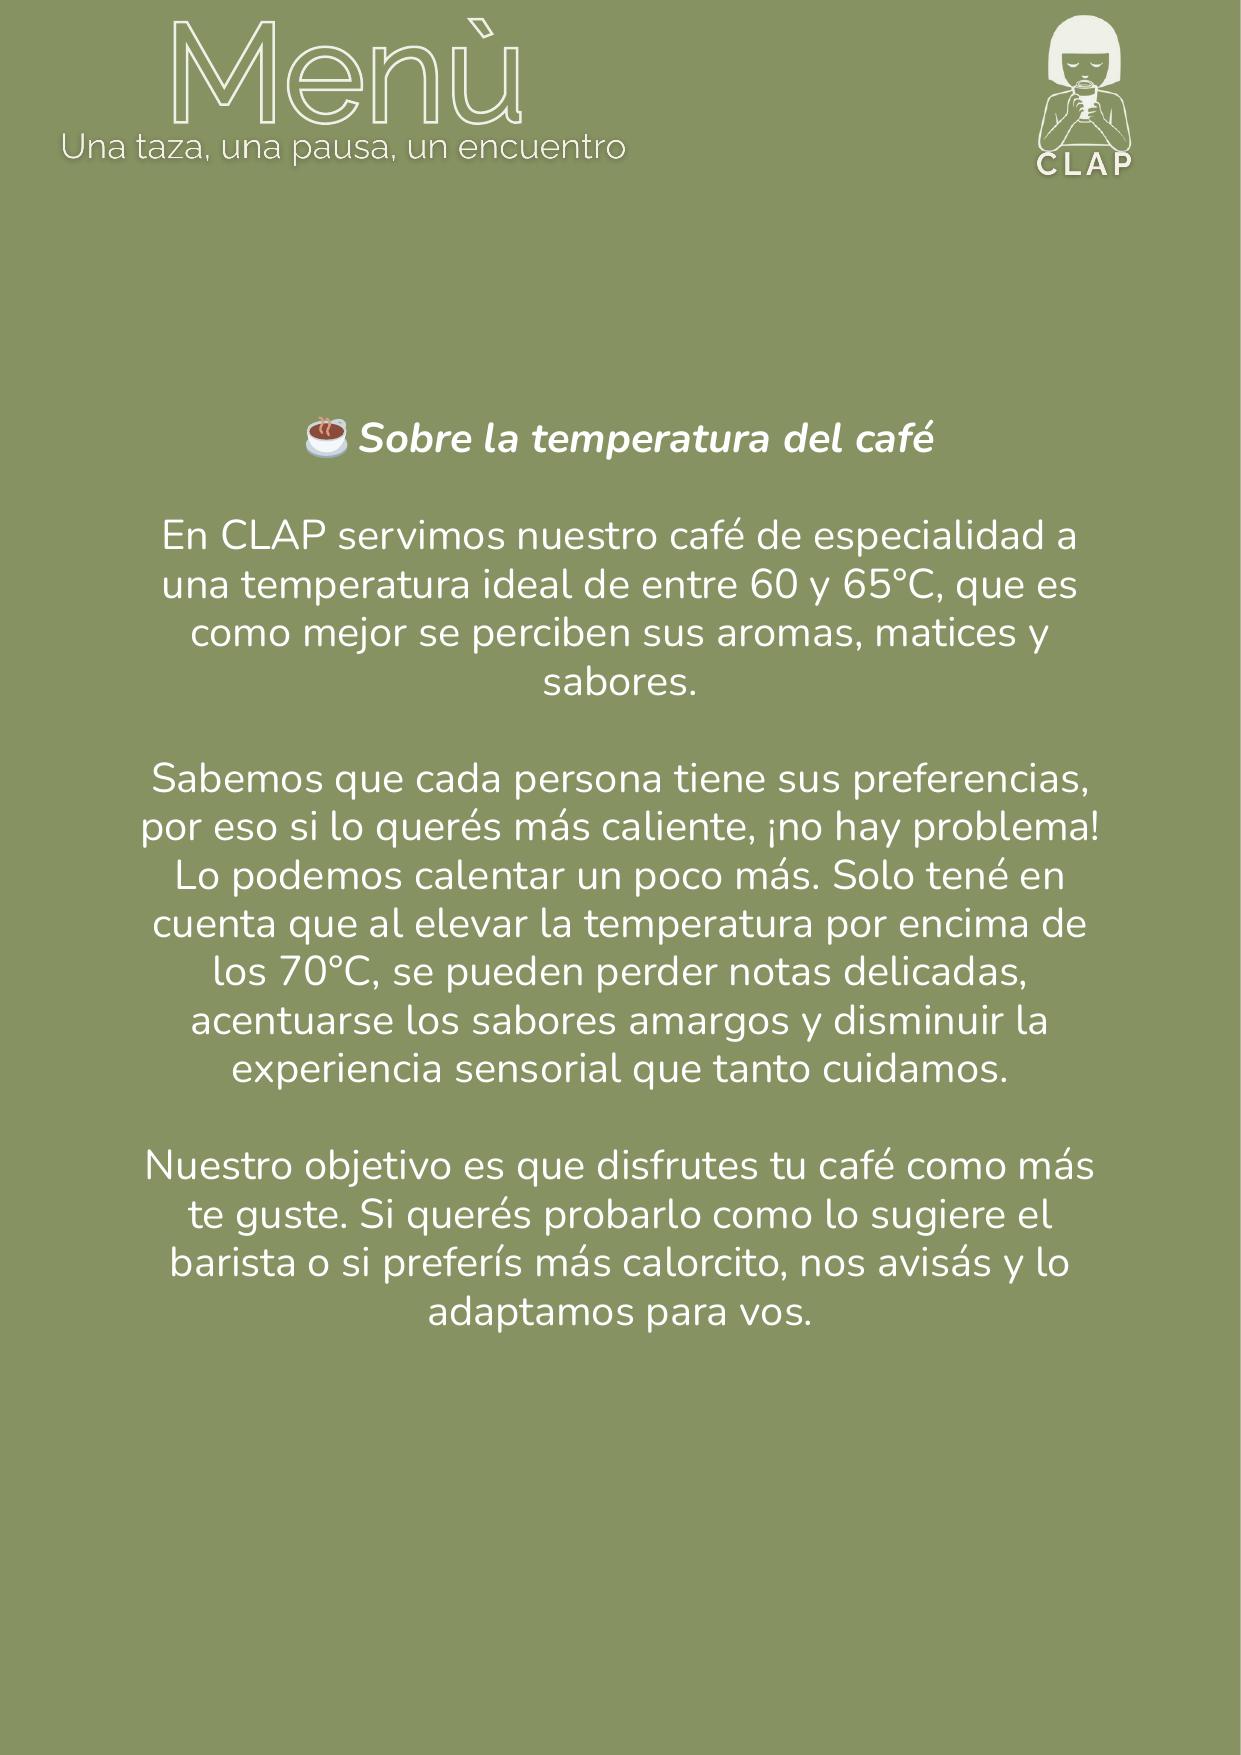 Menù
Una taza, una pausa, un encuentro
CLAP
Sobre la temperatura del café
En CLAP servimos nuestro café de especialidad a
una temperatura ideal de entre 60 y 65°C, que es
como mejor se perciben sus aromas, matices y
sabores.
Sabemos que cada persona tiene sus preferencias,
por eso si lo querés más caliente, ¡no hay problema!
Lo podemos calentar un poco más. Solo tené en
cuenta que al elevar la temperatura por encima de
los 70°C, se pueden perder notas delicadas,
acentuarse los sabores amargos y disminuir la
experiencia sensorial que tanto cuidamos.
Nuestro objetivo es que disfrutes tu café como más
te guste. Si querés probarlo como lo sugiere el
barista o si preferís más calorcito, nos avisás y lo
adaptamos para vos.